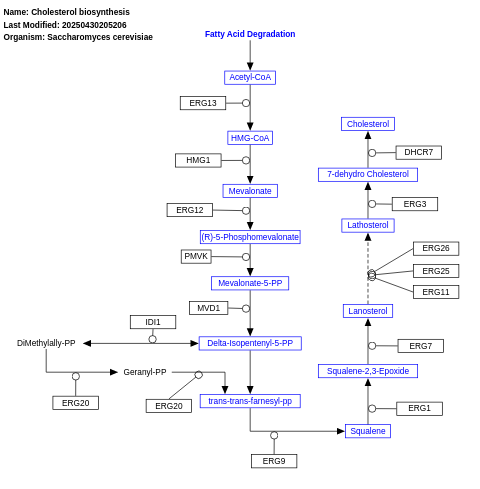 Name: Cholesterol biosynthesis
Last Modified: 20250430205206
Organism: Saccharomyces cerevisiae
Fatty Acid Degradation
Acetyl-CoA
ERG13
HMG-CoA
HMG1
Mevalonate
ERG12
(R)-5-Phosphomevalonate
PMVK
Mevalonate-5-PP
MVD1
IDI1
DiMethylally-PP
Delta-Isopentenyl-5-PP
Geranyl-PP
ERG20
ERG20
trans-trans-farnesyl-pp
ERG9
Cholesterol
DHCR7
7-dehydro Cholesterol
ERG3
Lathosterol
ERG26
ERG25
ERG11
Lanosterol
ERG7
Squalene-2,3-Epoxide
ERG1
Squalene